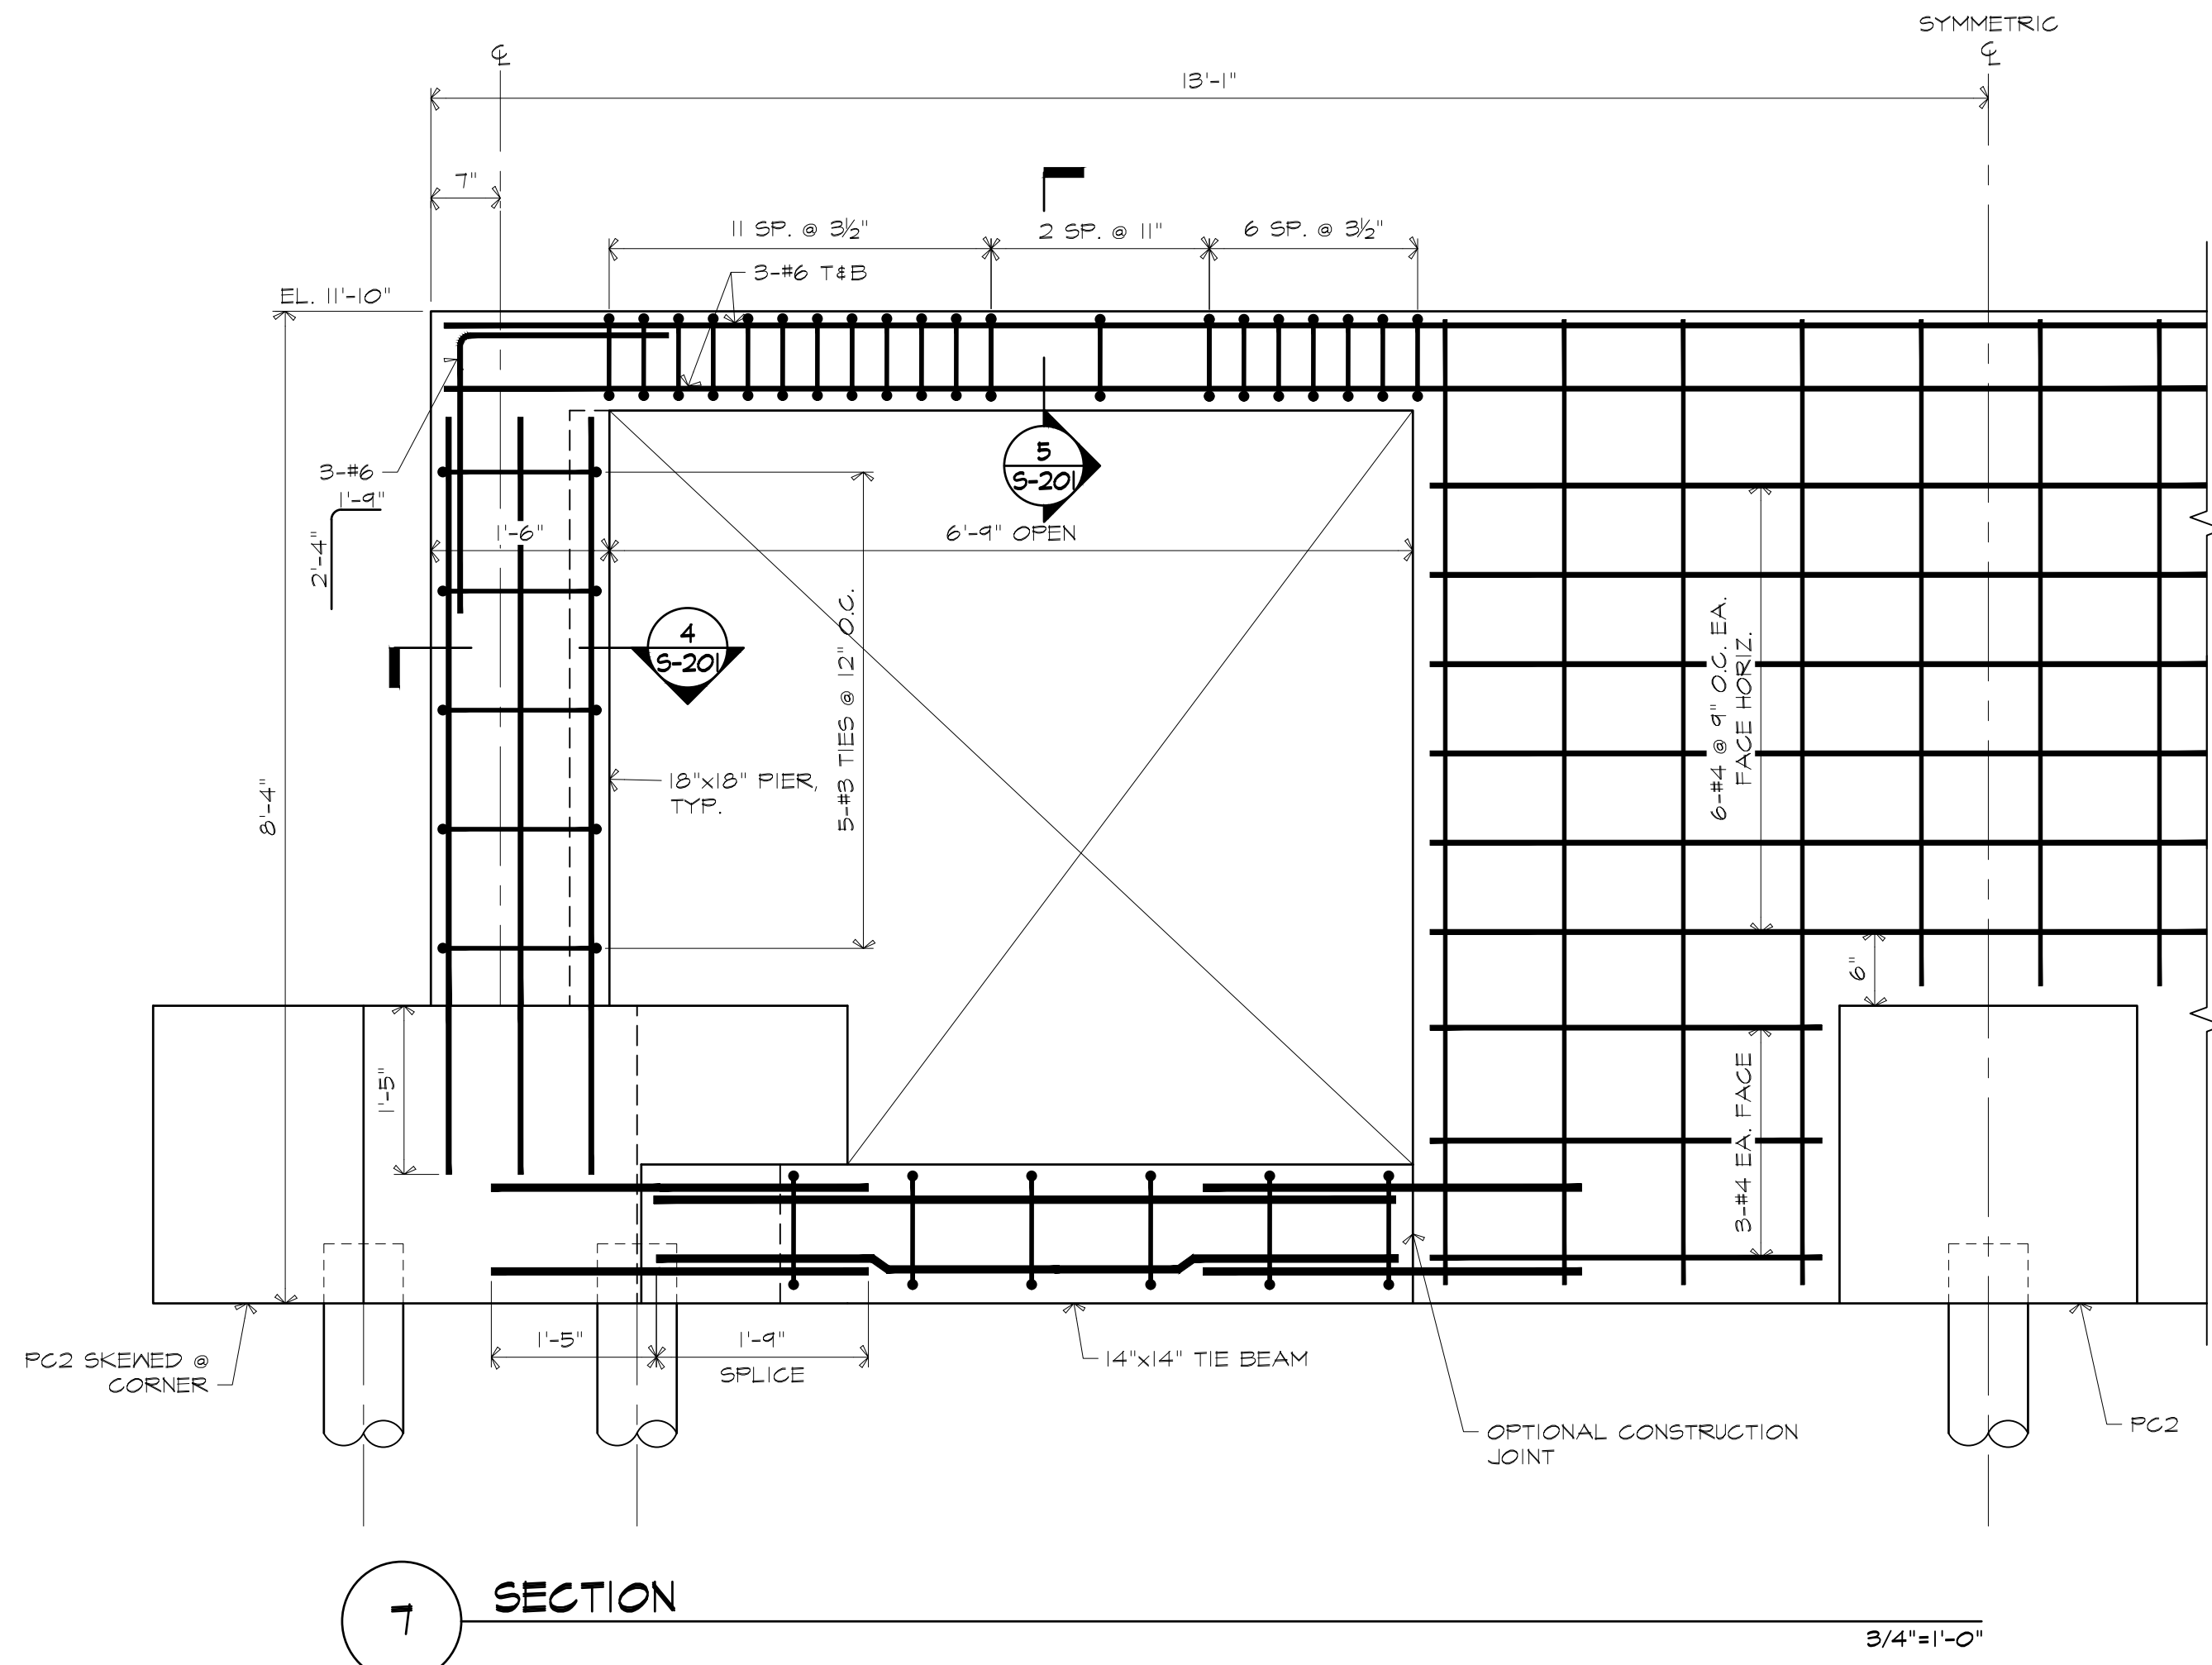 SYMMETRIC
℄
℄
13'-1"
7"
11 SP. @ 3½"
2 SP. @ 11"
6 SP. @ 3½"
3-#6 T&B
EL. 11'-10"
3-#6
1'-9"
2'-4"
1'-6"
5
S-201
6'-9" OPEN
4
S-201
5-#3 TIES @ 12" O.C.
18"x18" PIER,
TYP.
8'-4"
6-#4 @ 9" O.C. EA.
FACE HORIZ.
6"
1'-5"
3-#4 EA. FACE
1'-5"
1'-9"
SPLICE
PC2 SKEWED @
CORNER
14"x14" TIE BEAM
OPTIONAL CONSTRUCTION
JOINT
PC2
7
SECTION
3/4"=1'-0"